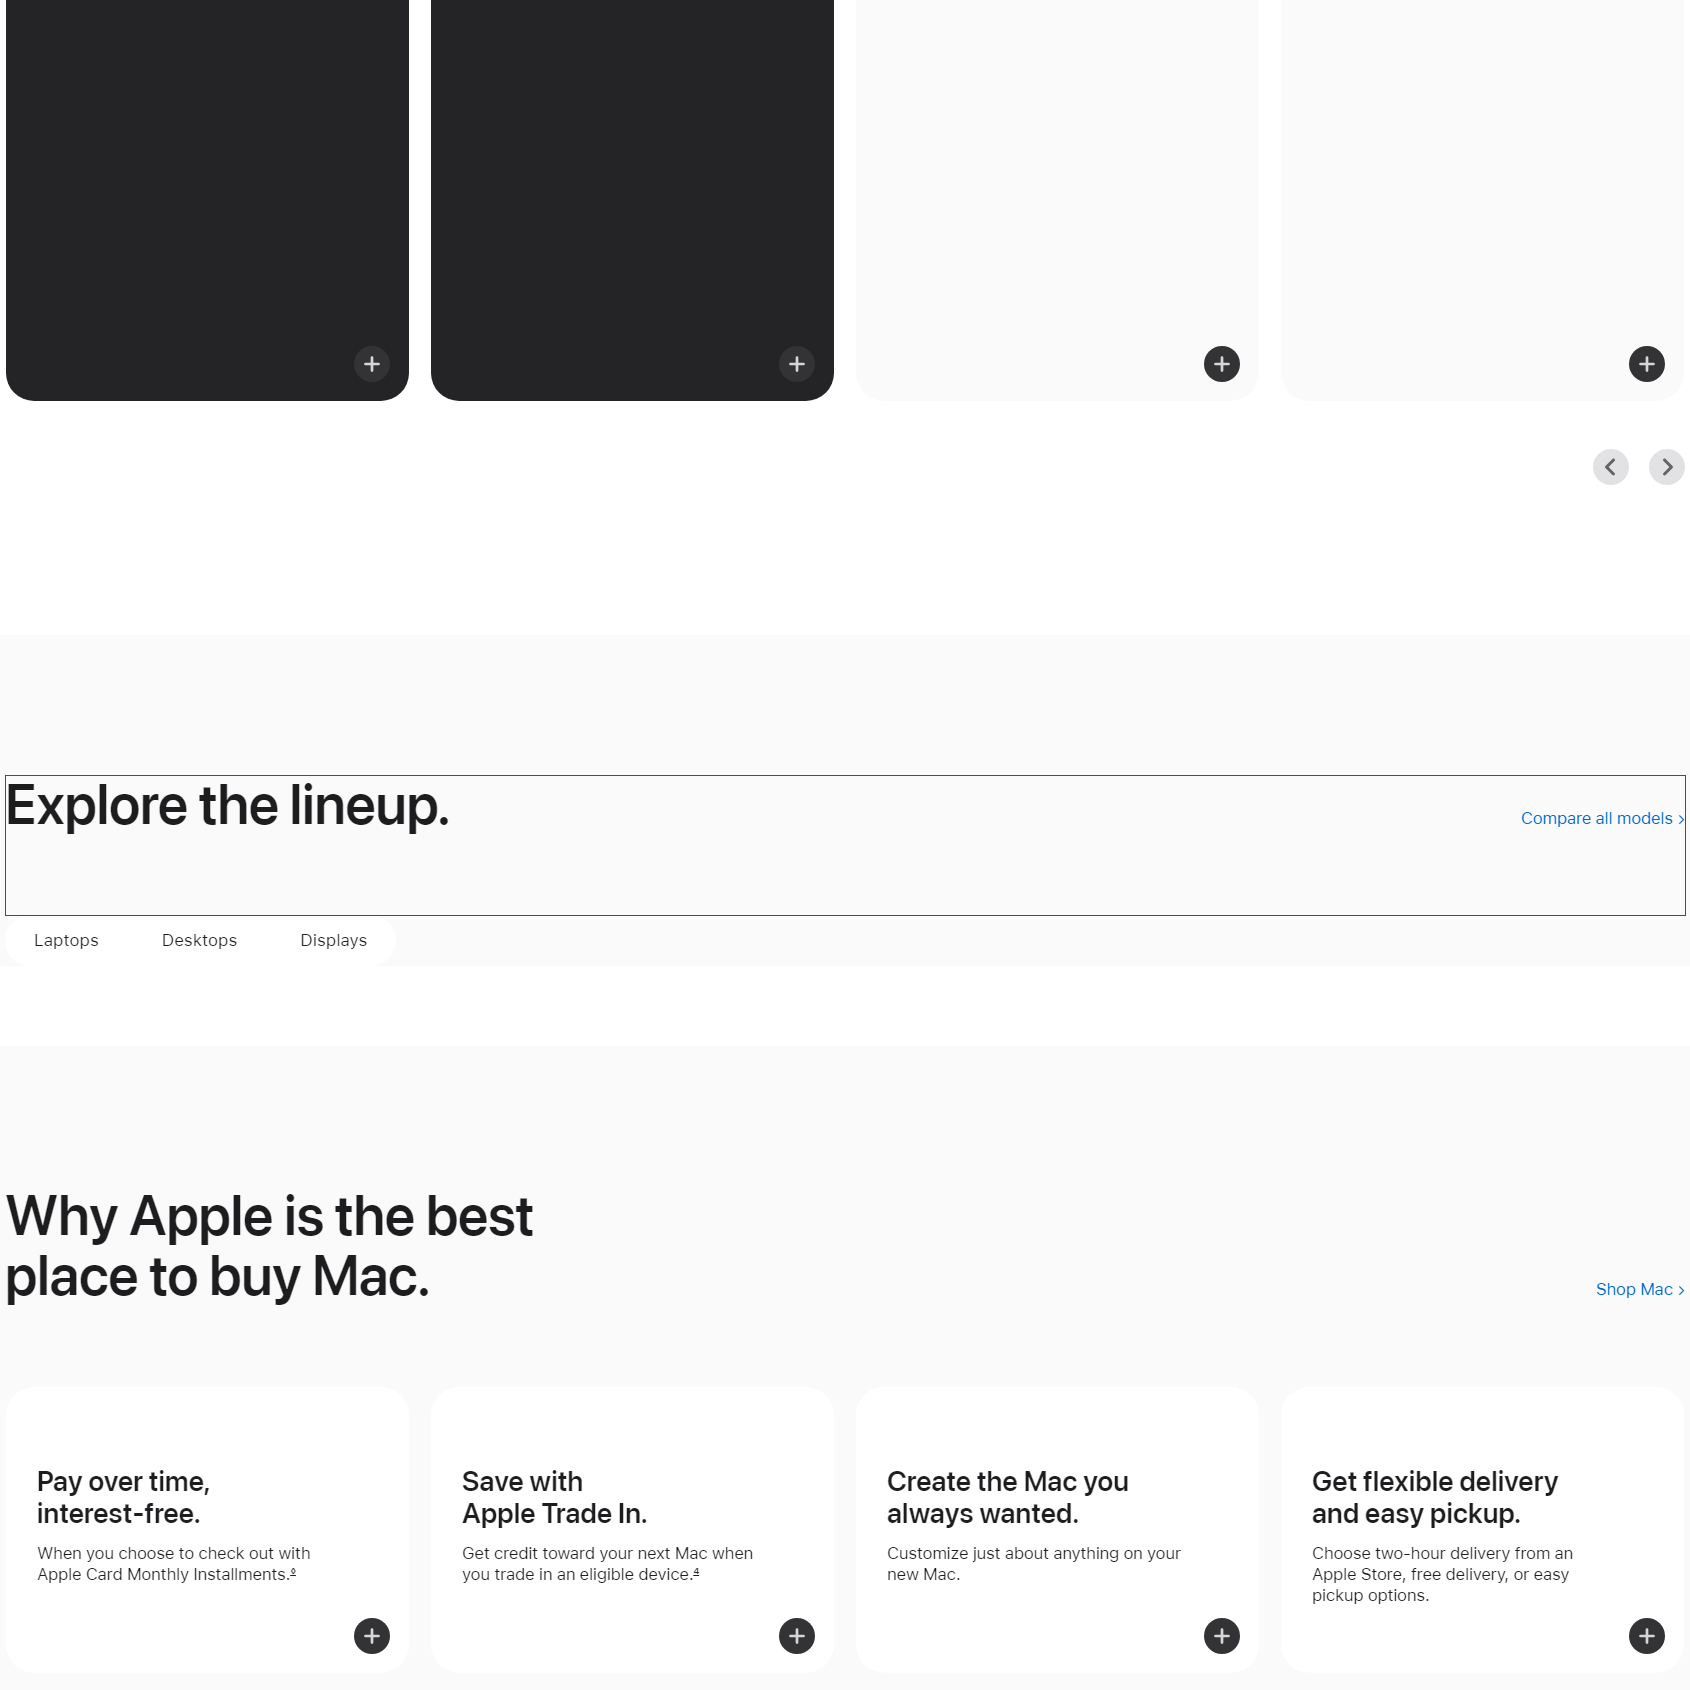 Explore the lineup.
Compare all models >
Laptops Desktops Displays
Why Apple is the best
place to buy Mac.
Shop Mac >
Pay over time,
interest-free.
When you choose to check out with
Apple Card Monthly Installments.◊
Save with
Apple Trade In.
Get credit toward your next Mac when
you trade in an eligible device.⁴
Create the Mac you
always wanted.
Customize just about anything on your
new Mac.
Get flexible delivery
and easy pickup.
Choose two-hour delivery from an
Apple Store, free delivery, or easy
pickup options.